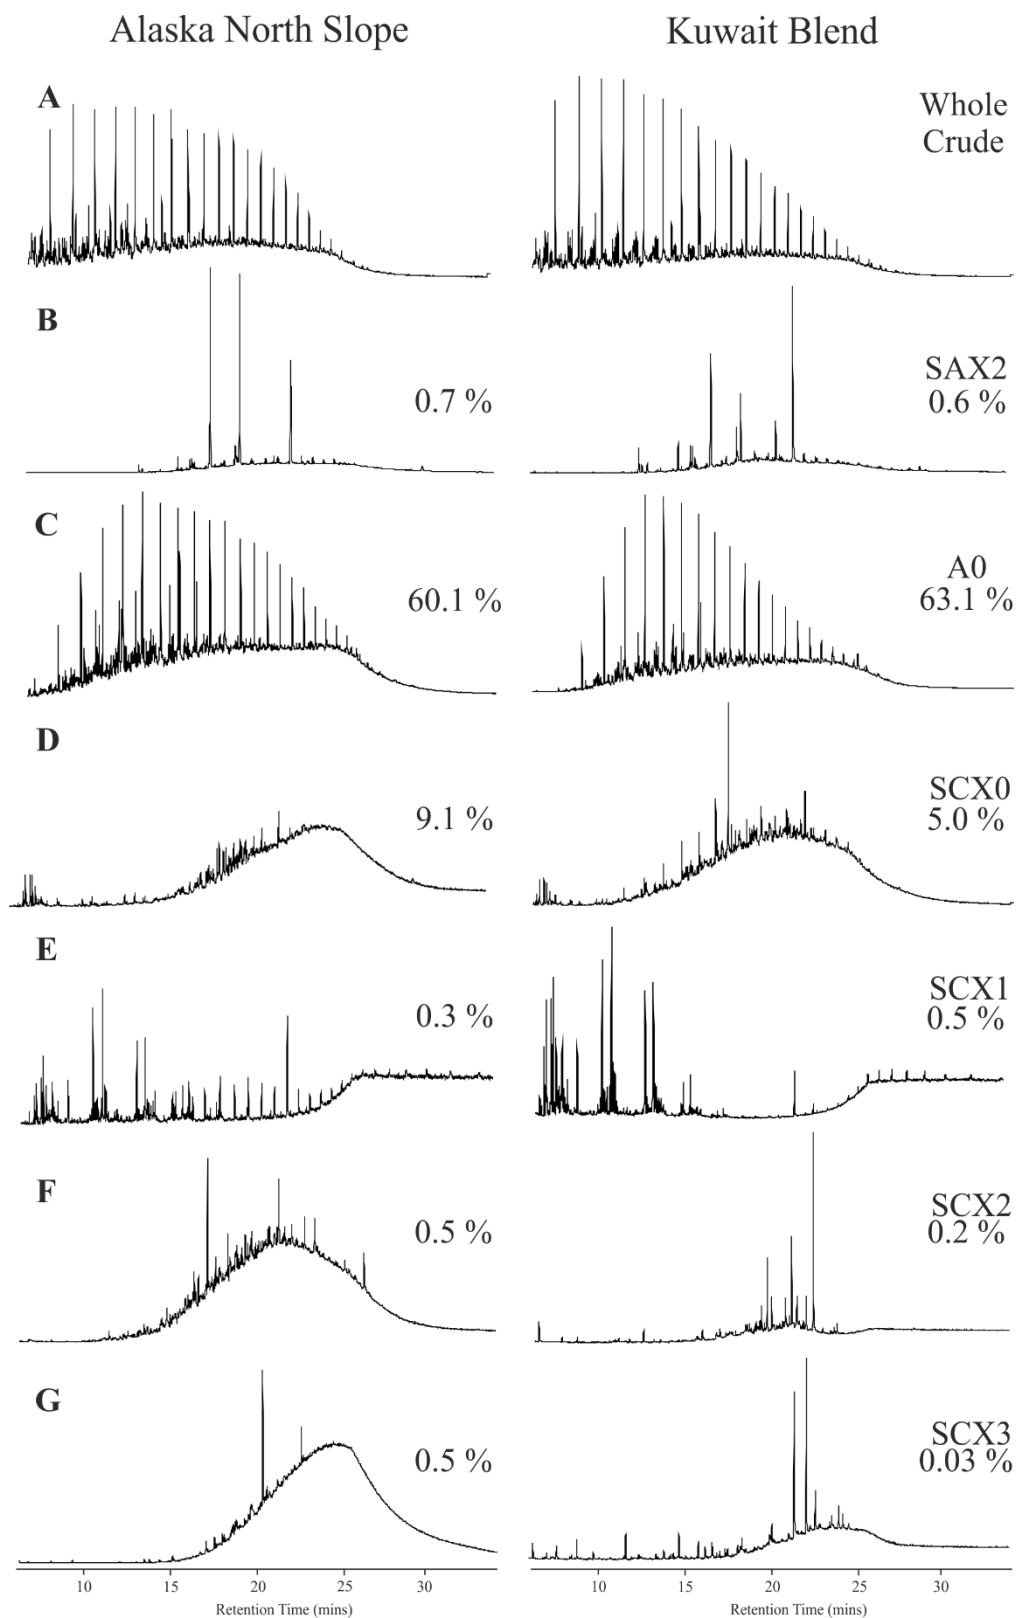 Alaska North Slope
Kuwait Blend
A
Whole
Crude
B
0.7 %
SAX2
0.6 %
C
60.1 %
A0
63.1 %
D
9.1 %
SCX0
5.0 %
E
0.3 %
SCX1
0.5 %
F
0.5 %
SCX2
0.2 %
G
0.5 %
SCX3
0.03 %
10 15 20 25 30
Retention Time (mins)
10 15 20 25 30
Retention Time (mins)